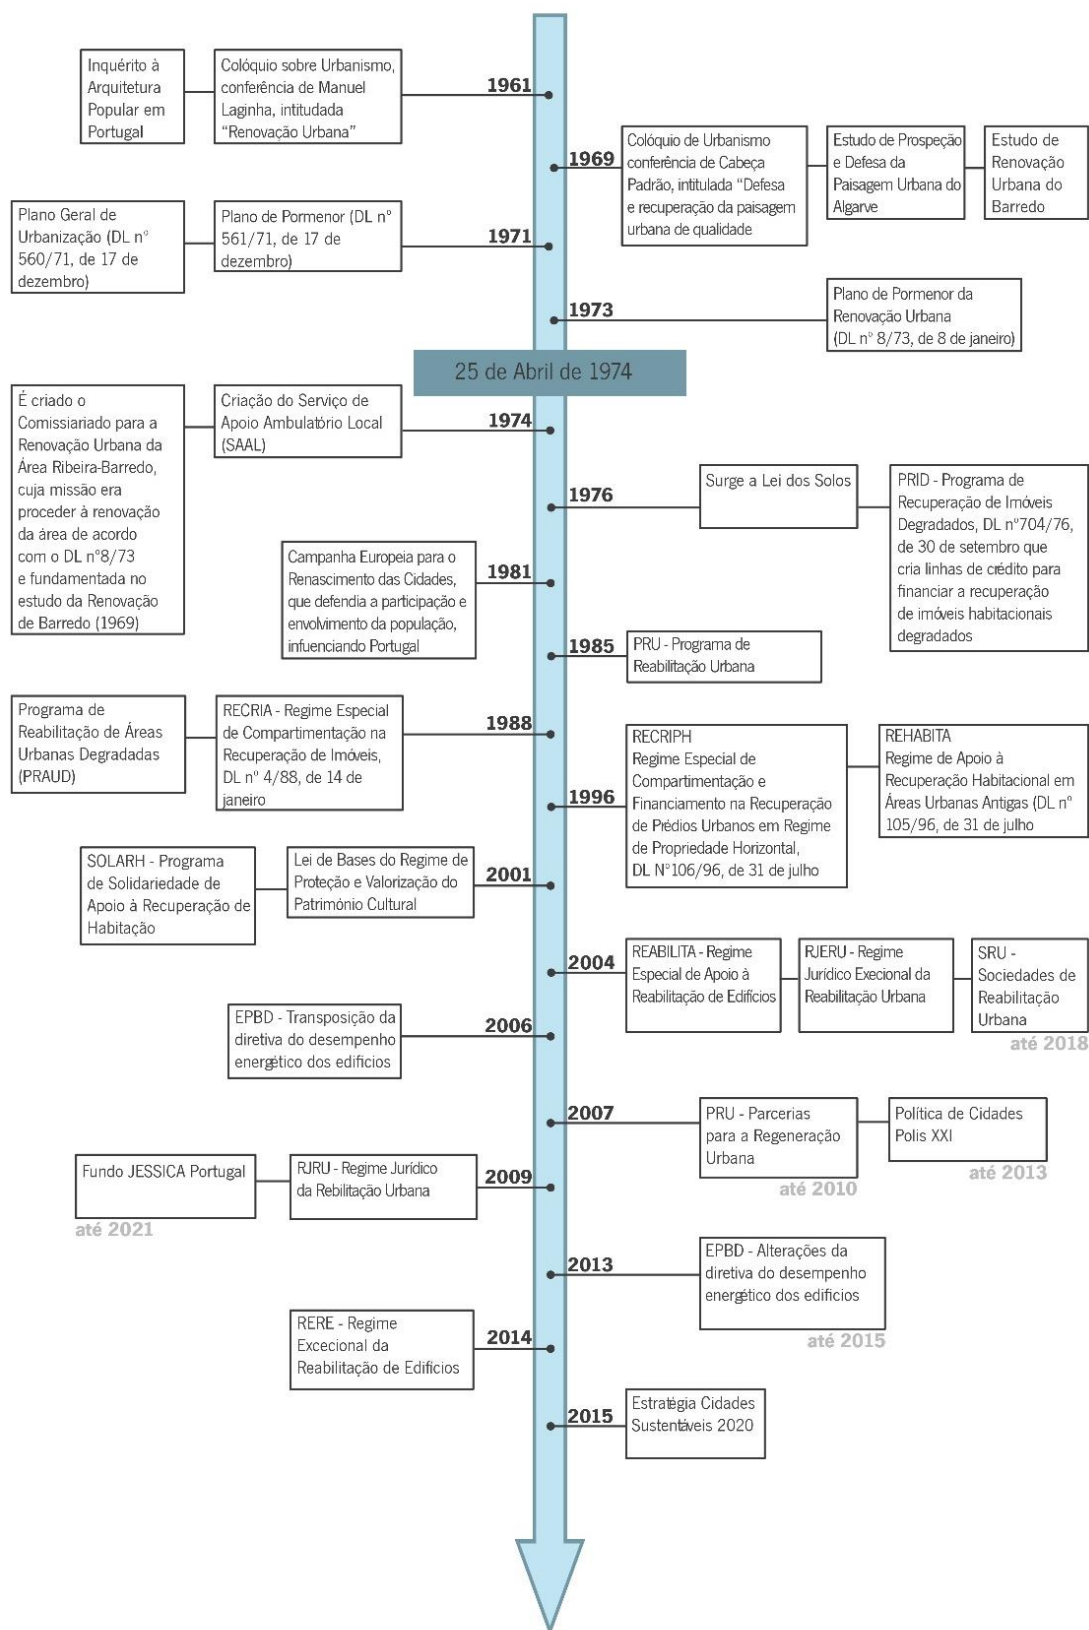 1961
Inquérito à
Arquitetura
Popular em
Portugal
Colóquio sobre Urbanismo,
conferência de Manuel
Laginha, intitudada
“Renovação Urbana”
1969
Colóquio de Urbanismo
conferência de Cabeça
Padrão, intitulada “Defesa
e recuperação da paisagem
urbana de qualidade
Estudo de Prospeção
e Defesa da
Paisagem Urbana do
Algarve
Estudo de
Renovação
Urbana do
Barredo
1971
Plano Geral de
Urbanização (DL n°
560/71, de 17 de
dezembro)
Plano de Pormenor (DL n°
561/71, de 17 de
dezembro)
1973
Plano de Pormenor da
Renovação Urbana
(DL n° 8/73, de 8 de janeiro)
25 de Abril de 1974
1974
É criado o
Comissiariado para a
Renovação Urbana da
Área Ribeira-Barredo,
cuja missão era
proceder à renovação
da área de acordo
com o DL n°8/73
e fundamentada no
estudo da Renovação
de Barredo (1969)
Criação do Serviço de
Apoio Ambulatório Local
(SAAL)
1976
Surge a Lei dos Solos
PRID - Programa de
Recuperação de Imóveis
Degradados, DL n°704/76,
de 30 de setembro que
cria linhas de crédito para
financiar a recuperação
de imóveis habitacionais
degradados
1981
Campanha Europeia para o
Renascimento das Cidades,
que defendia a participação e
envolvimento da população,
infuenciando Portugal
1985
PRU - Programa de
Reabilitação Urbana
1988
Programa de
Reabilitação de Áreas
Urbanas Degradadas
(PRAUD)
RECRIA - Regime Especial
de Compartimentação na
Recuperação de Imóveis,
DL n° 4/88, de 14 de
janeiro
1996
RECRIPH
Regime Especial de
Compartimentação e
Financiamento na Recuperação
de Prédios Urbanos em Regime
de Propriedade Horizontal,
DL N°106/96, de 31 de julho
REHABITA
Regime de Apoio à
Recuperação Habitacional em
Áreas Urbanas Antigas (DL n°
105/96, de 31 de julho
2001
SOLARH - Programa
de Solidariedade de
Apoio à Recuperação de
Habitação
Lei de Bases do Regime de
Proteção e Valorização do
Património Cultural
2004
REABILITA - Regime
Especial de Apoio à
Reabilitação de Edifícios
RJERU - Regime
Jurídico Execional da
Reabilitação Urbana
SRU -
Sociedades de
Reabilitação
Urbana
até 2018
2006
EPBD - Transposição da
diretiva do desempenho
energético dos edificios
2007
PRU - Parcerias
para a Regeneração
Urbana
até 2010
Política de Cidades
Polis XXI
até 2013
2009
Fundo JESSICA Portugal
até 2021
RJRU - Regime Jurídico
da Rebilitação Urbana
2013
EPBD - Alterações da
diretiva do desempenho
energético dos edificios
até 2015
2014
RERE - Regime
Excecional da
Reabilitação de Edifícios
2015
Estratégia Cidades
Sustentáveis 2020